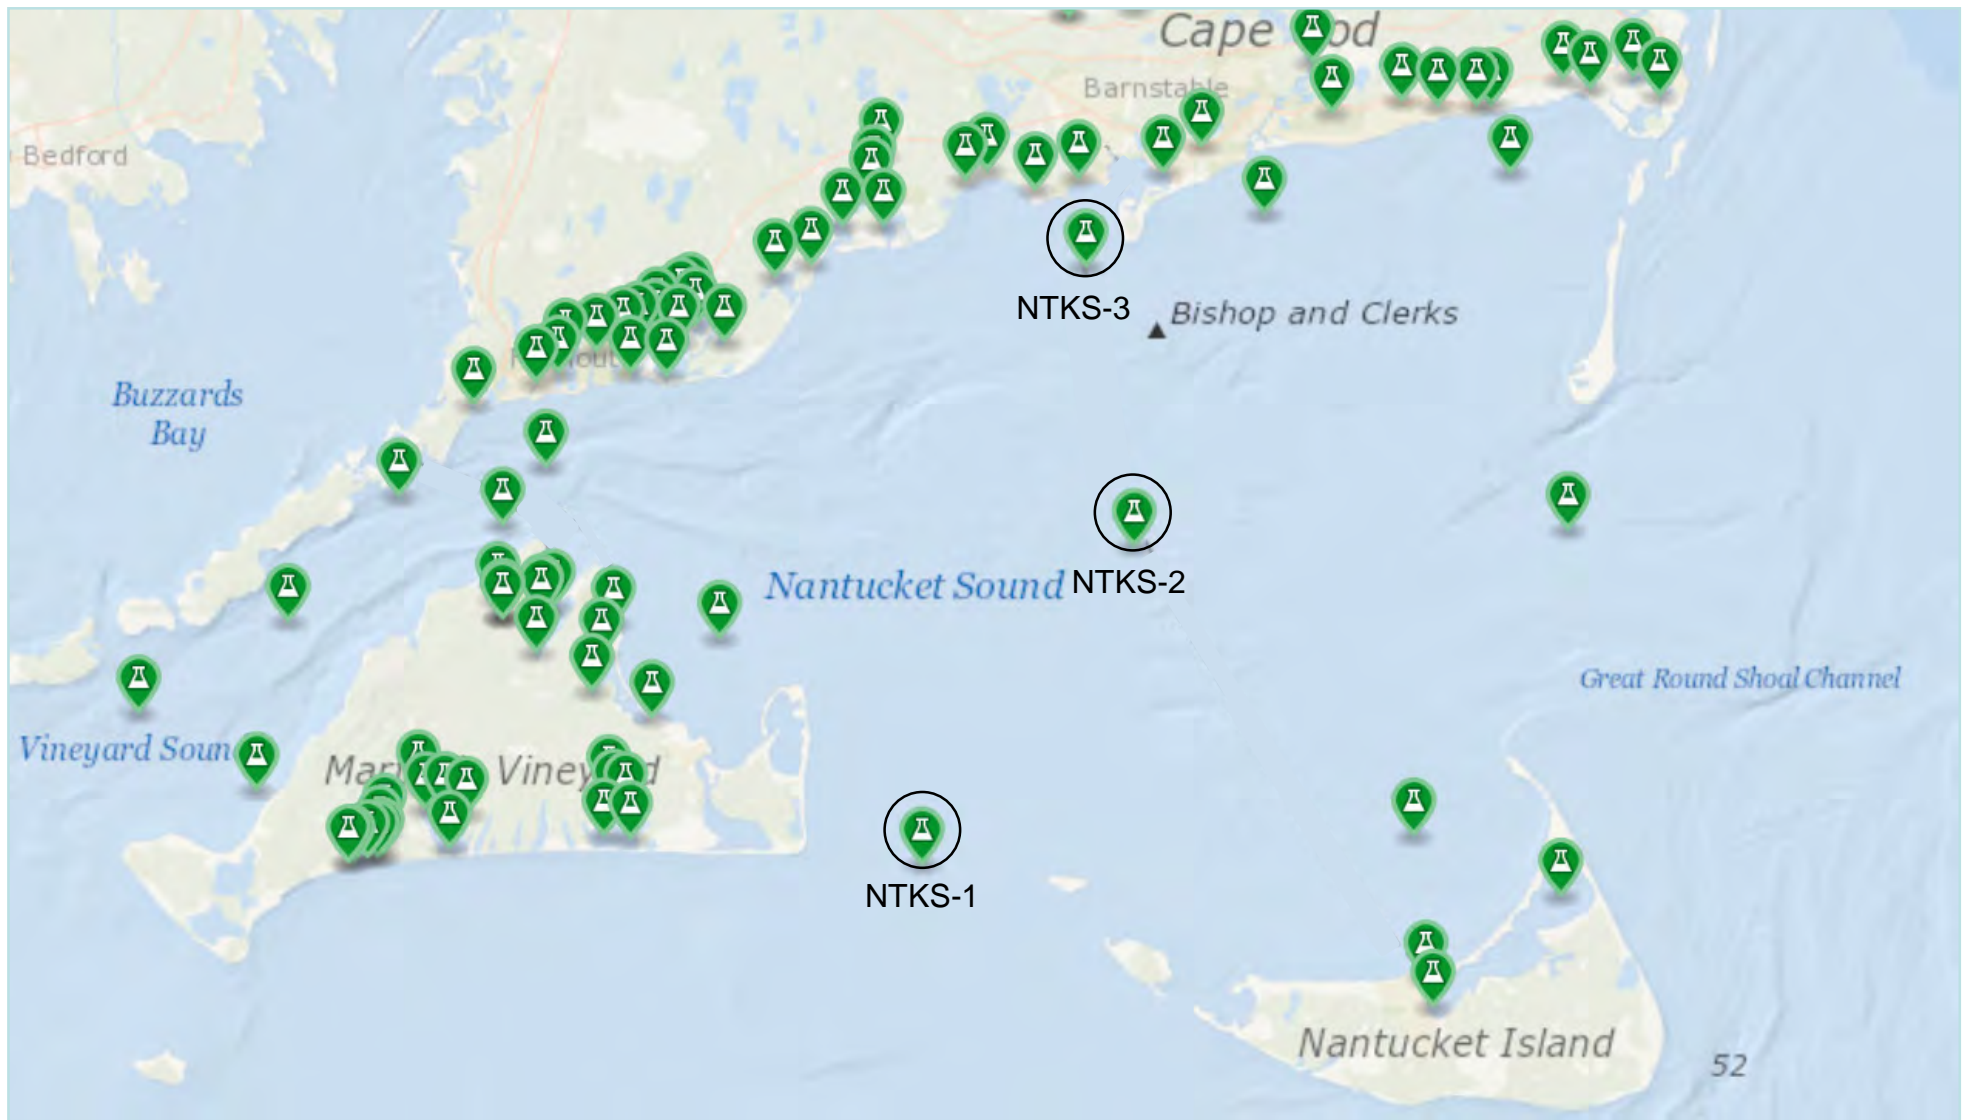 Cape
Barnstable
Bedford
NTKS-3
Bishop and Clerks
Buzzards
Bay
Nantucket Sound
NTKS-2
Great Round Shoal Channel
Vineyard Soun
NTKS-1
Nantucket Island
52